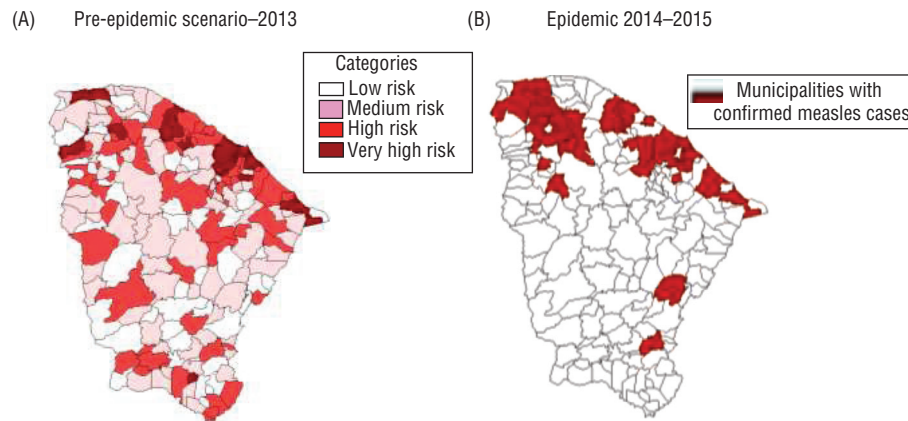 (A) Pre-epidemic scenario–2013
Categories
Low risk
Medium risk
High risk
Very high risk
(B) Epidemic 2014–2015
Municipalities with
confirmed measles cases